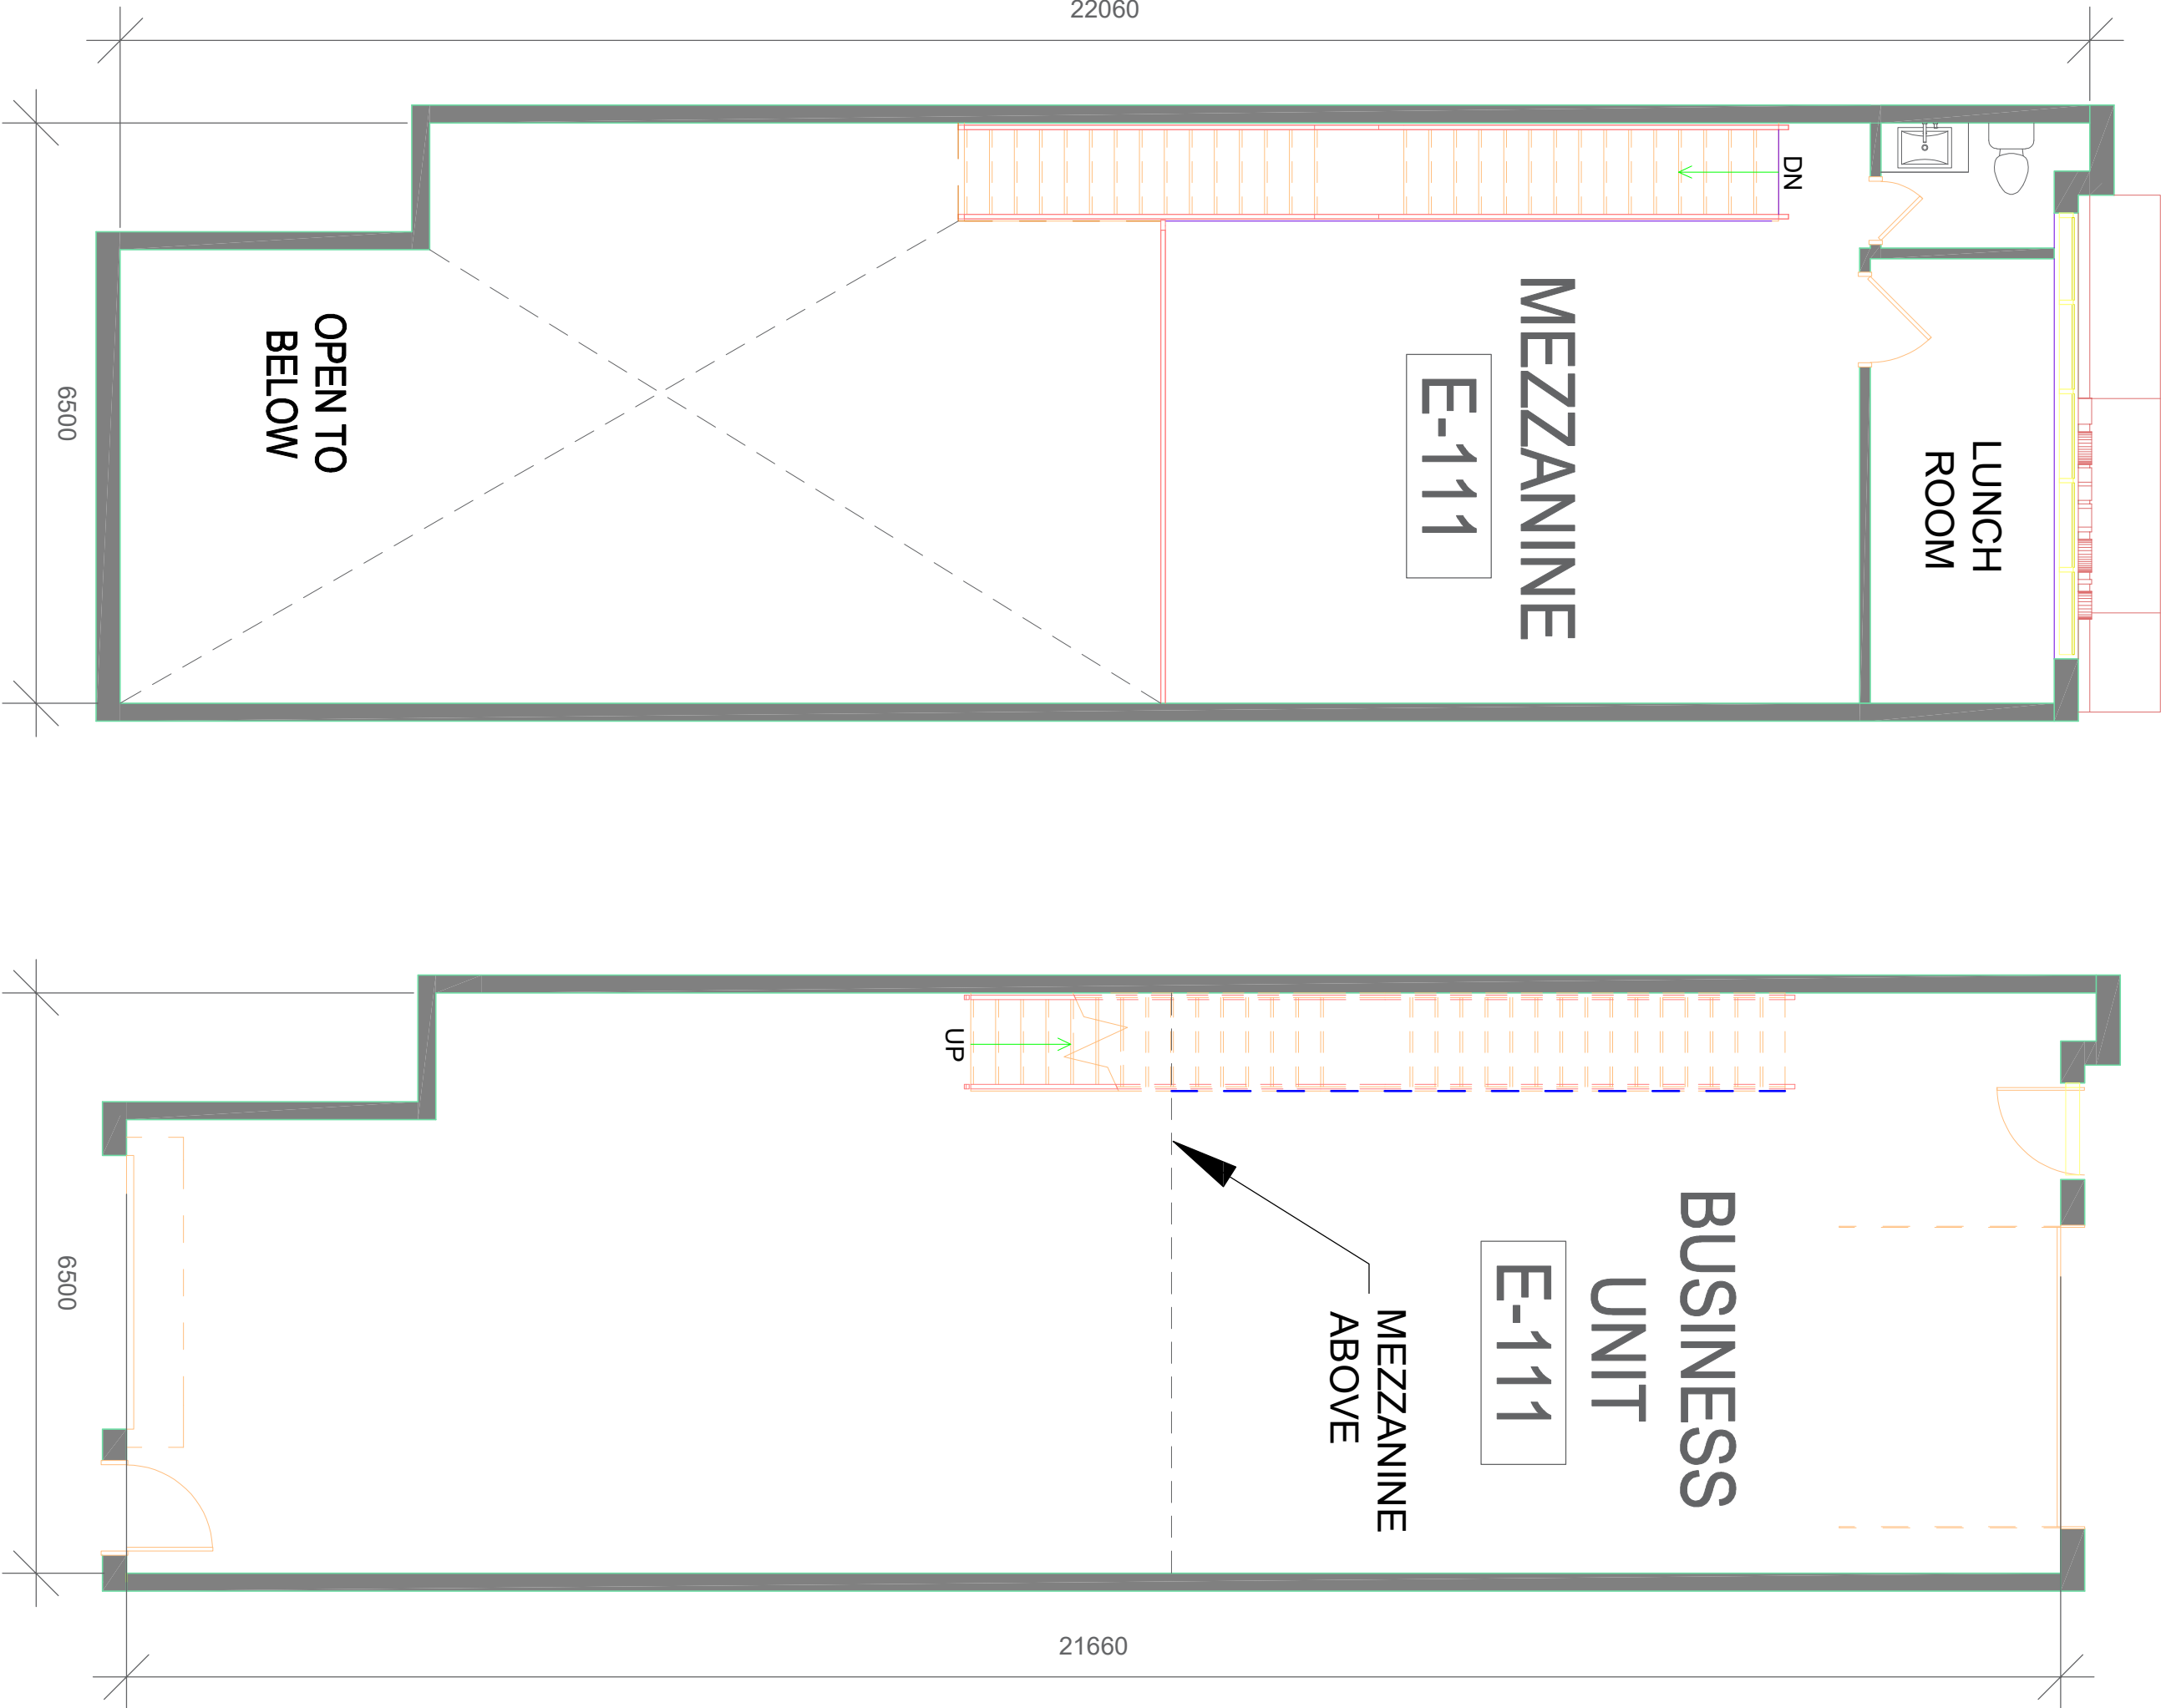 22060
6500
OPEN TO
BELOW
MEZZANINE
E-111
DN
LUNCH
ROOM
6500
UP
MEZZANINE
ABOVE
BUSINESS
UNIT
E-111
21660